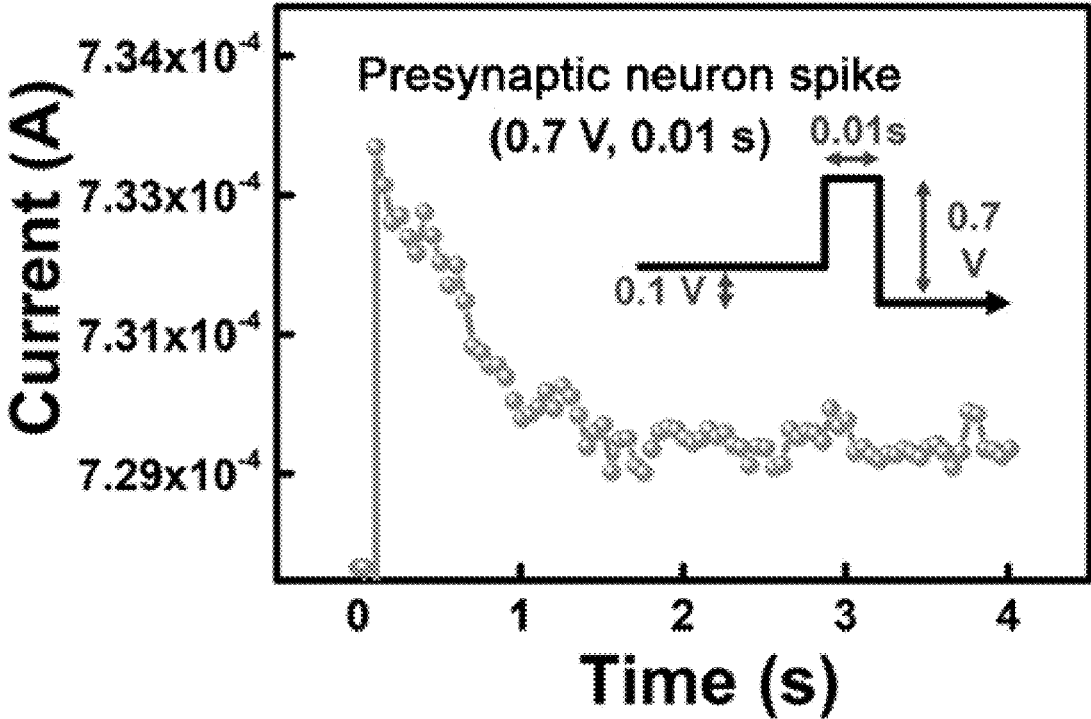 7.34x10⁻⁴
7.33x10⁻⁴
7.31x10⁻⁴
7.29x10⁻⁴
Current (A)
Presynaptic neuron spike
(0.7 V, 0.01 s)
0.01s
0.7
V
0.1 V
0 1 2 3 4
Time (s)